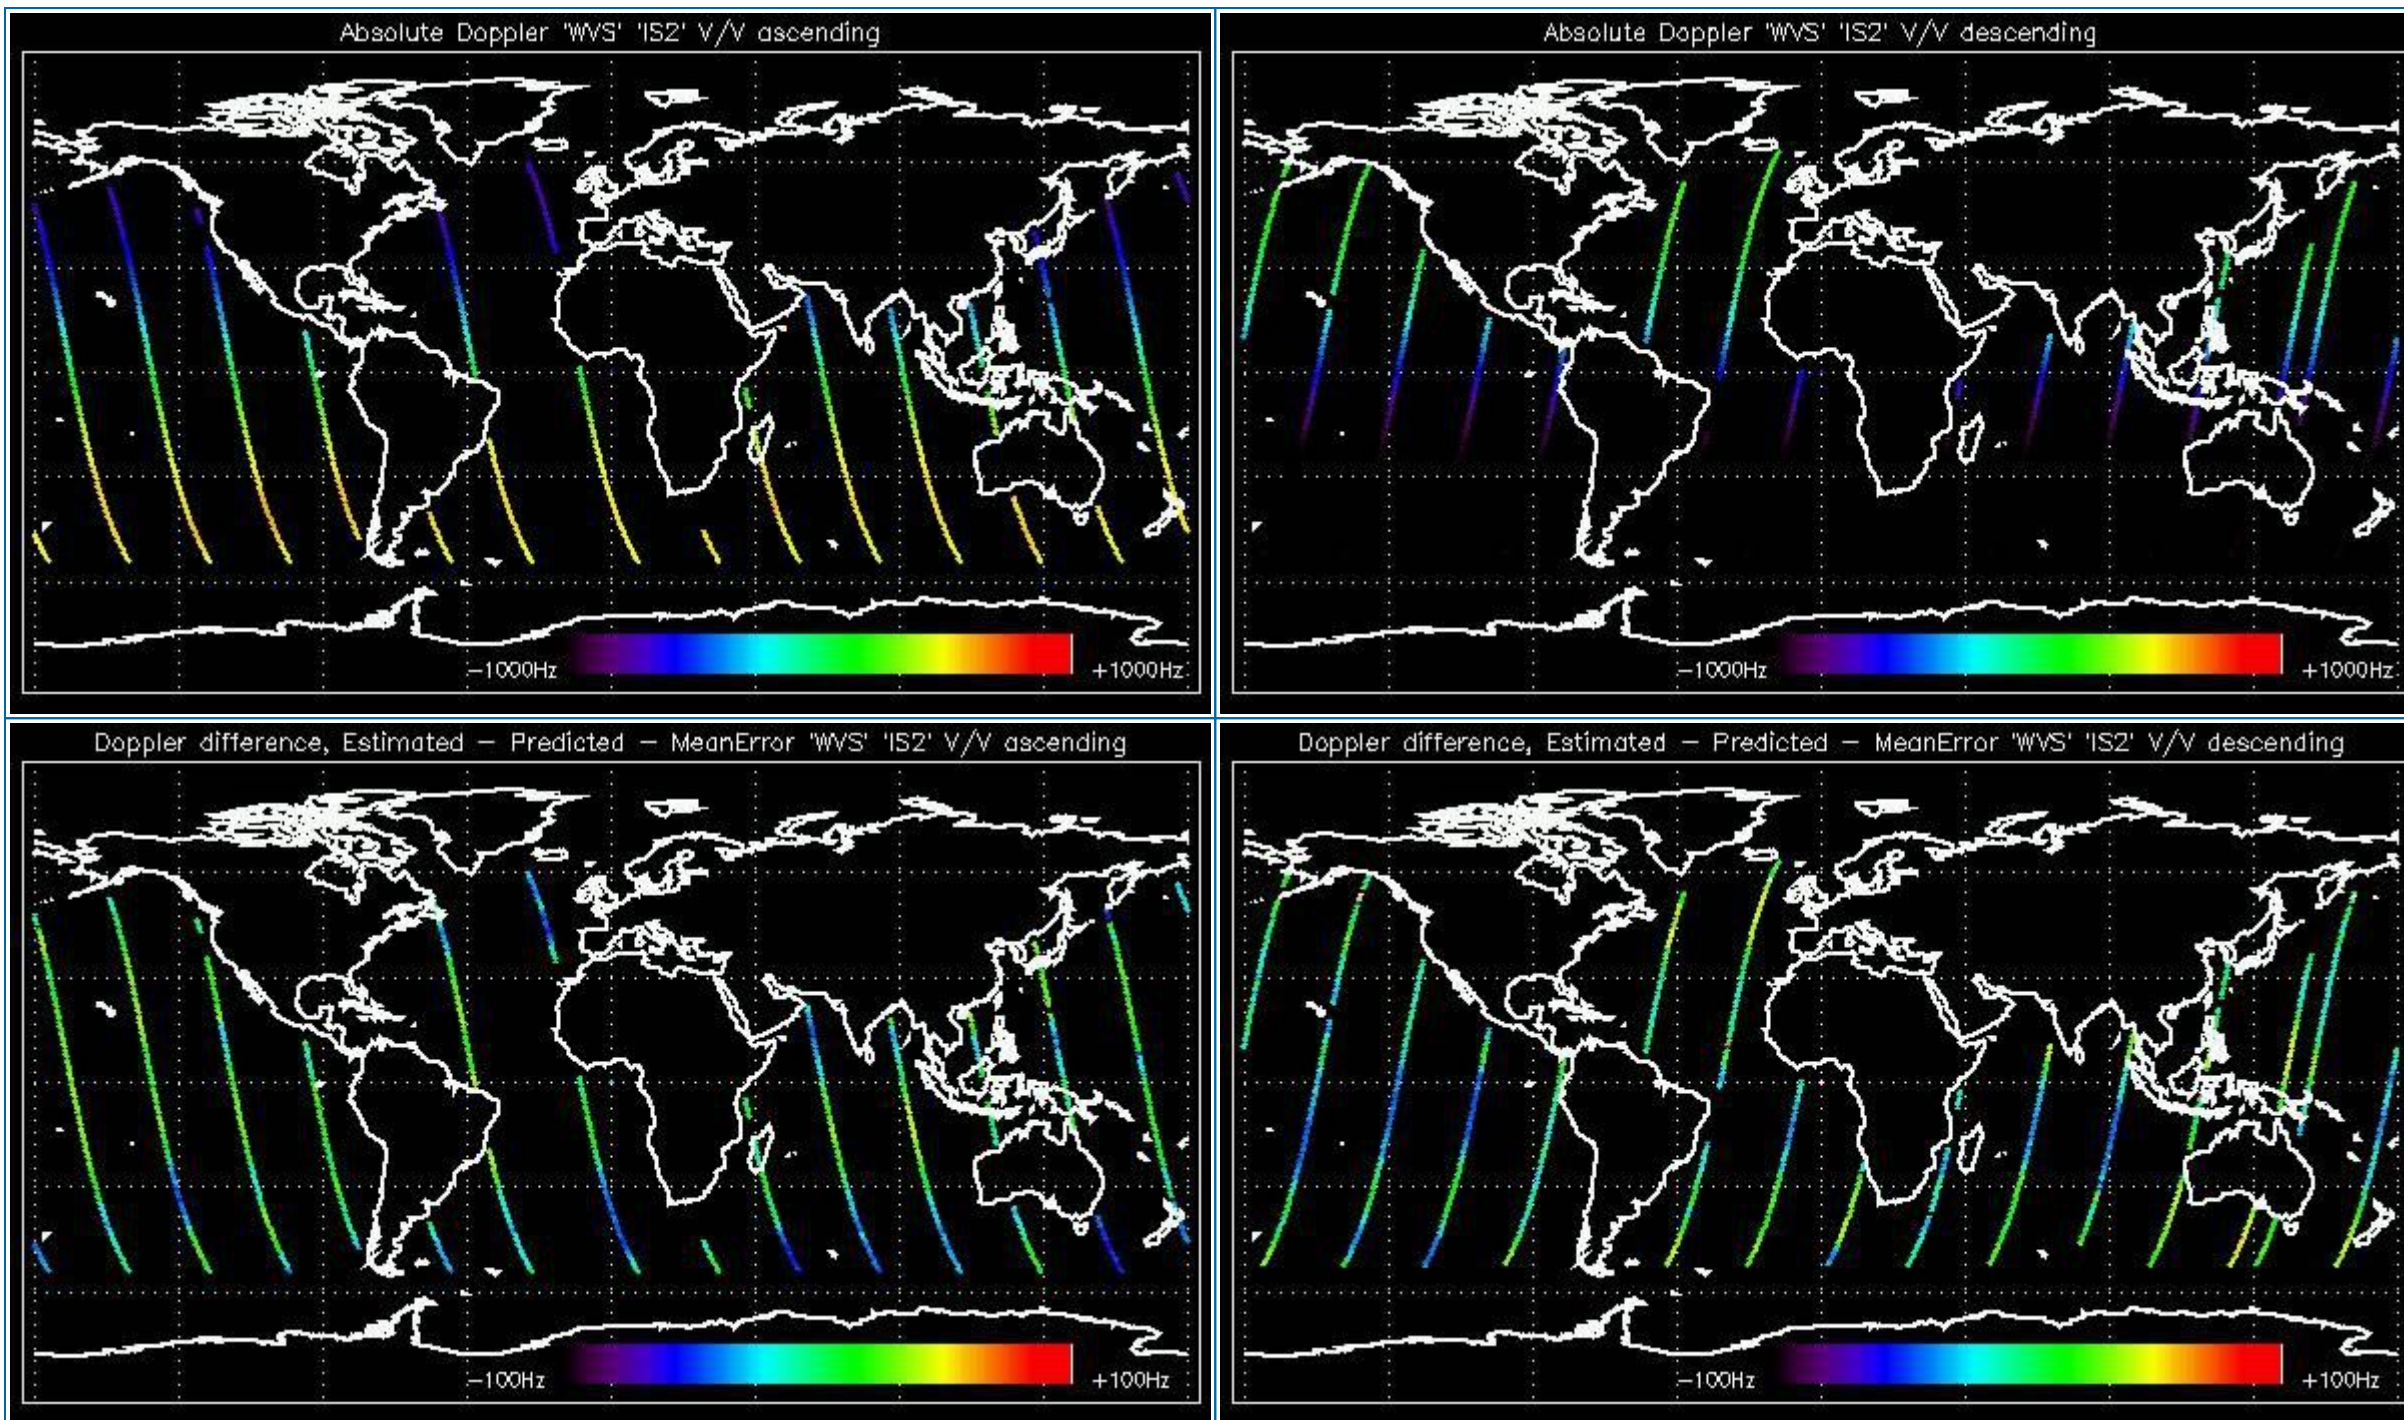 Absolute Doppler 'WVS' 'IS2' V/V ascending
-1000Hz
+1000Hz
Absolute Doppler 'WVS' 'IS2' V/V descending
-1000Hz
+1000Hz
Doppler difference, Estimated - Predicted - MeanError 'WVS' 'IS2' V/V ascending
-100Hz
+100Hz
Doppler difference, Estimated - Predicted - MeanError 'WVS' 'IS2' V/V descending
-100Hz
+100Hz